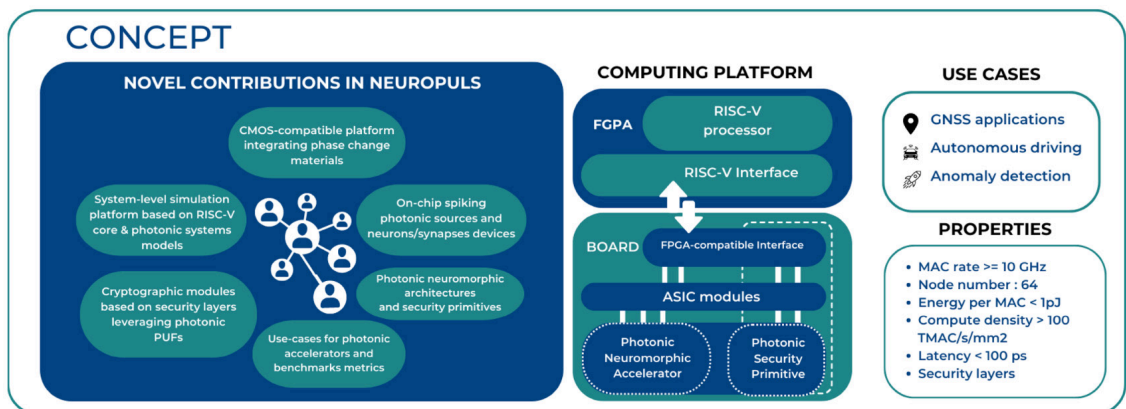 CONCEPT
NOVEL CONTRIBUTIONS IN NEUROPULS
CMOS-compatible platform
integrating phase change
materials
System-level simulation
platform based on RISC-V
core & photonic systems
models
On-chip spiking
photonic sources and
neurons/synapses devices
Cryptographic modules
based on security layers
leveraging photonic
PUFs
Photonic neuromorphic
architectures
and security primitives
Use-cases for photonic
accelerators and
benchmarks metrics
COMPUTING PLATFORM
FGPA
RISC-V
processor
RISC-V Interface
BOARD
FPGA-compatible Interface
ASIC modules
Photonic
Neuromorphic
Accelerator
Photonic
Security
Primitive
USE CASES
GNSS applications
Autonomous driving
Anomaly detection
PROPERTIES
• MAC rate >= 10 GHz
• Node number : 64
• Energy per MAC < 1pJ
• Compute density > 100
TMAC/s/mm2
• Latency < 100 ps
• Security layers